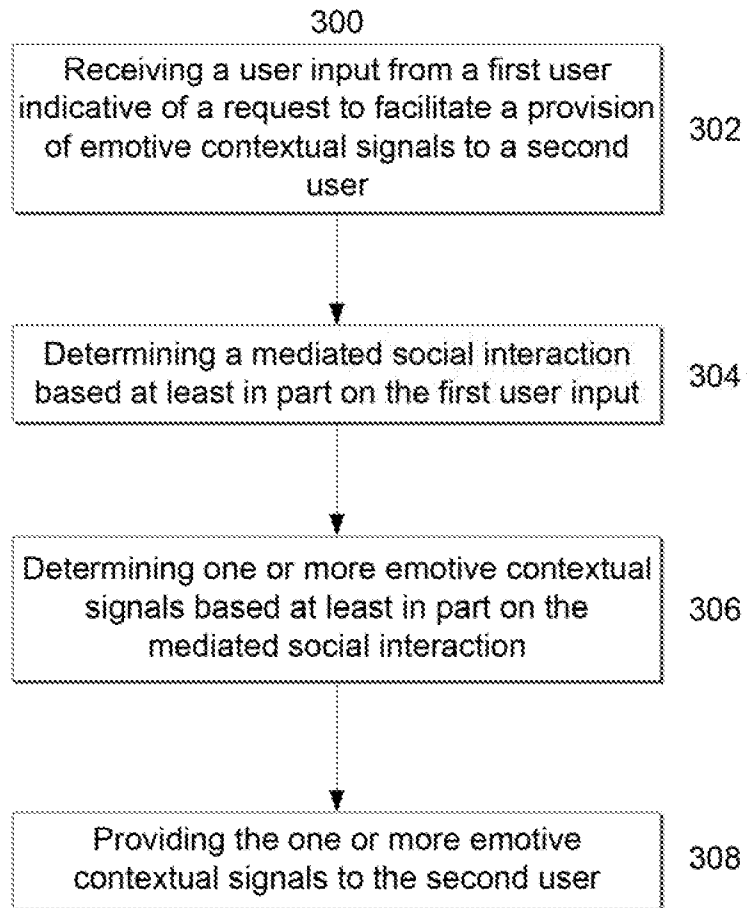 300
Receiving a user input from a first user
indicative of a request to facilitate a provision
of emotive contextual signals to a second
user
302
Determining a mediated social interaction
based at least in part on the first user input
304
Determining one or more emotive contextual
signals based at least in part on the
mediated social interaction
306
Providing the one or more emotive
contextual signals to the second user
308